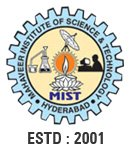 MAHAVEER INSTITUTE OF SCIENCE & TECHNOLOGY
MIST
HYDERABAD
ESTD : 2001